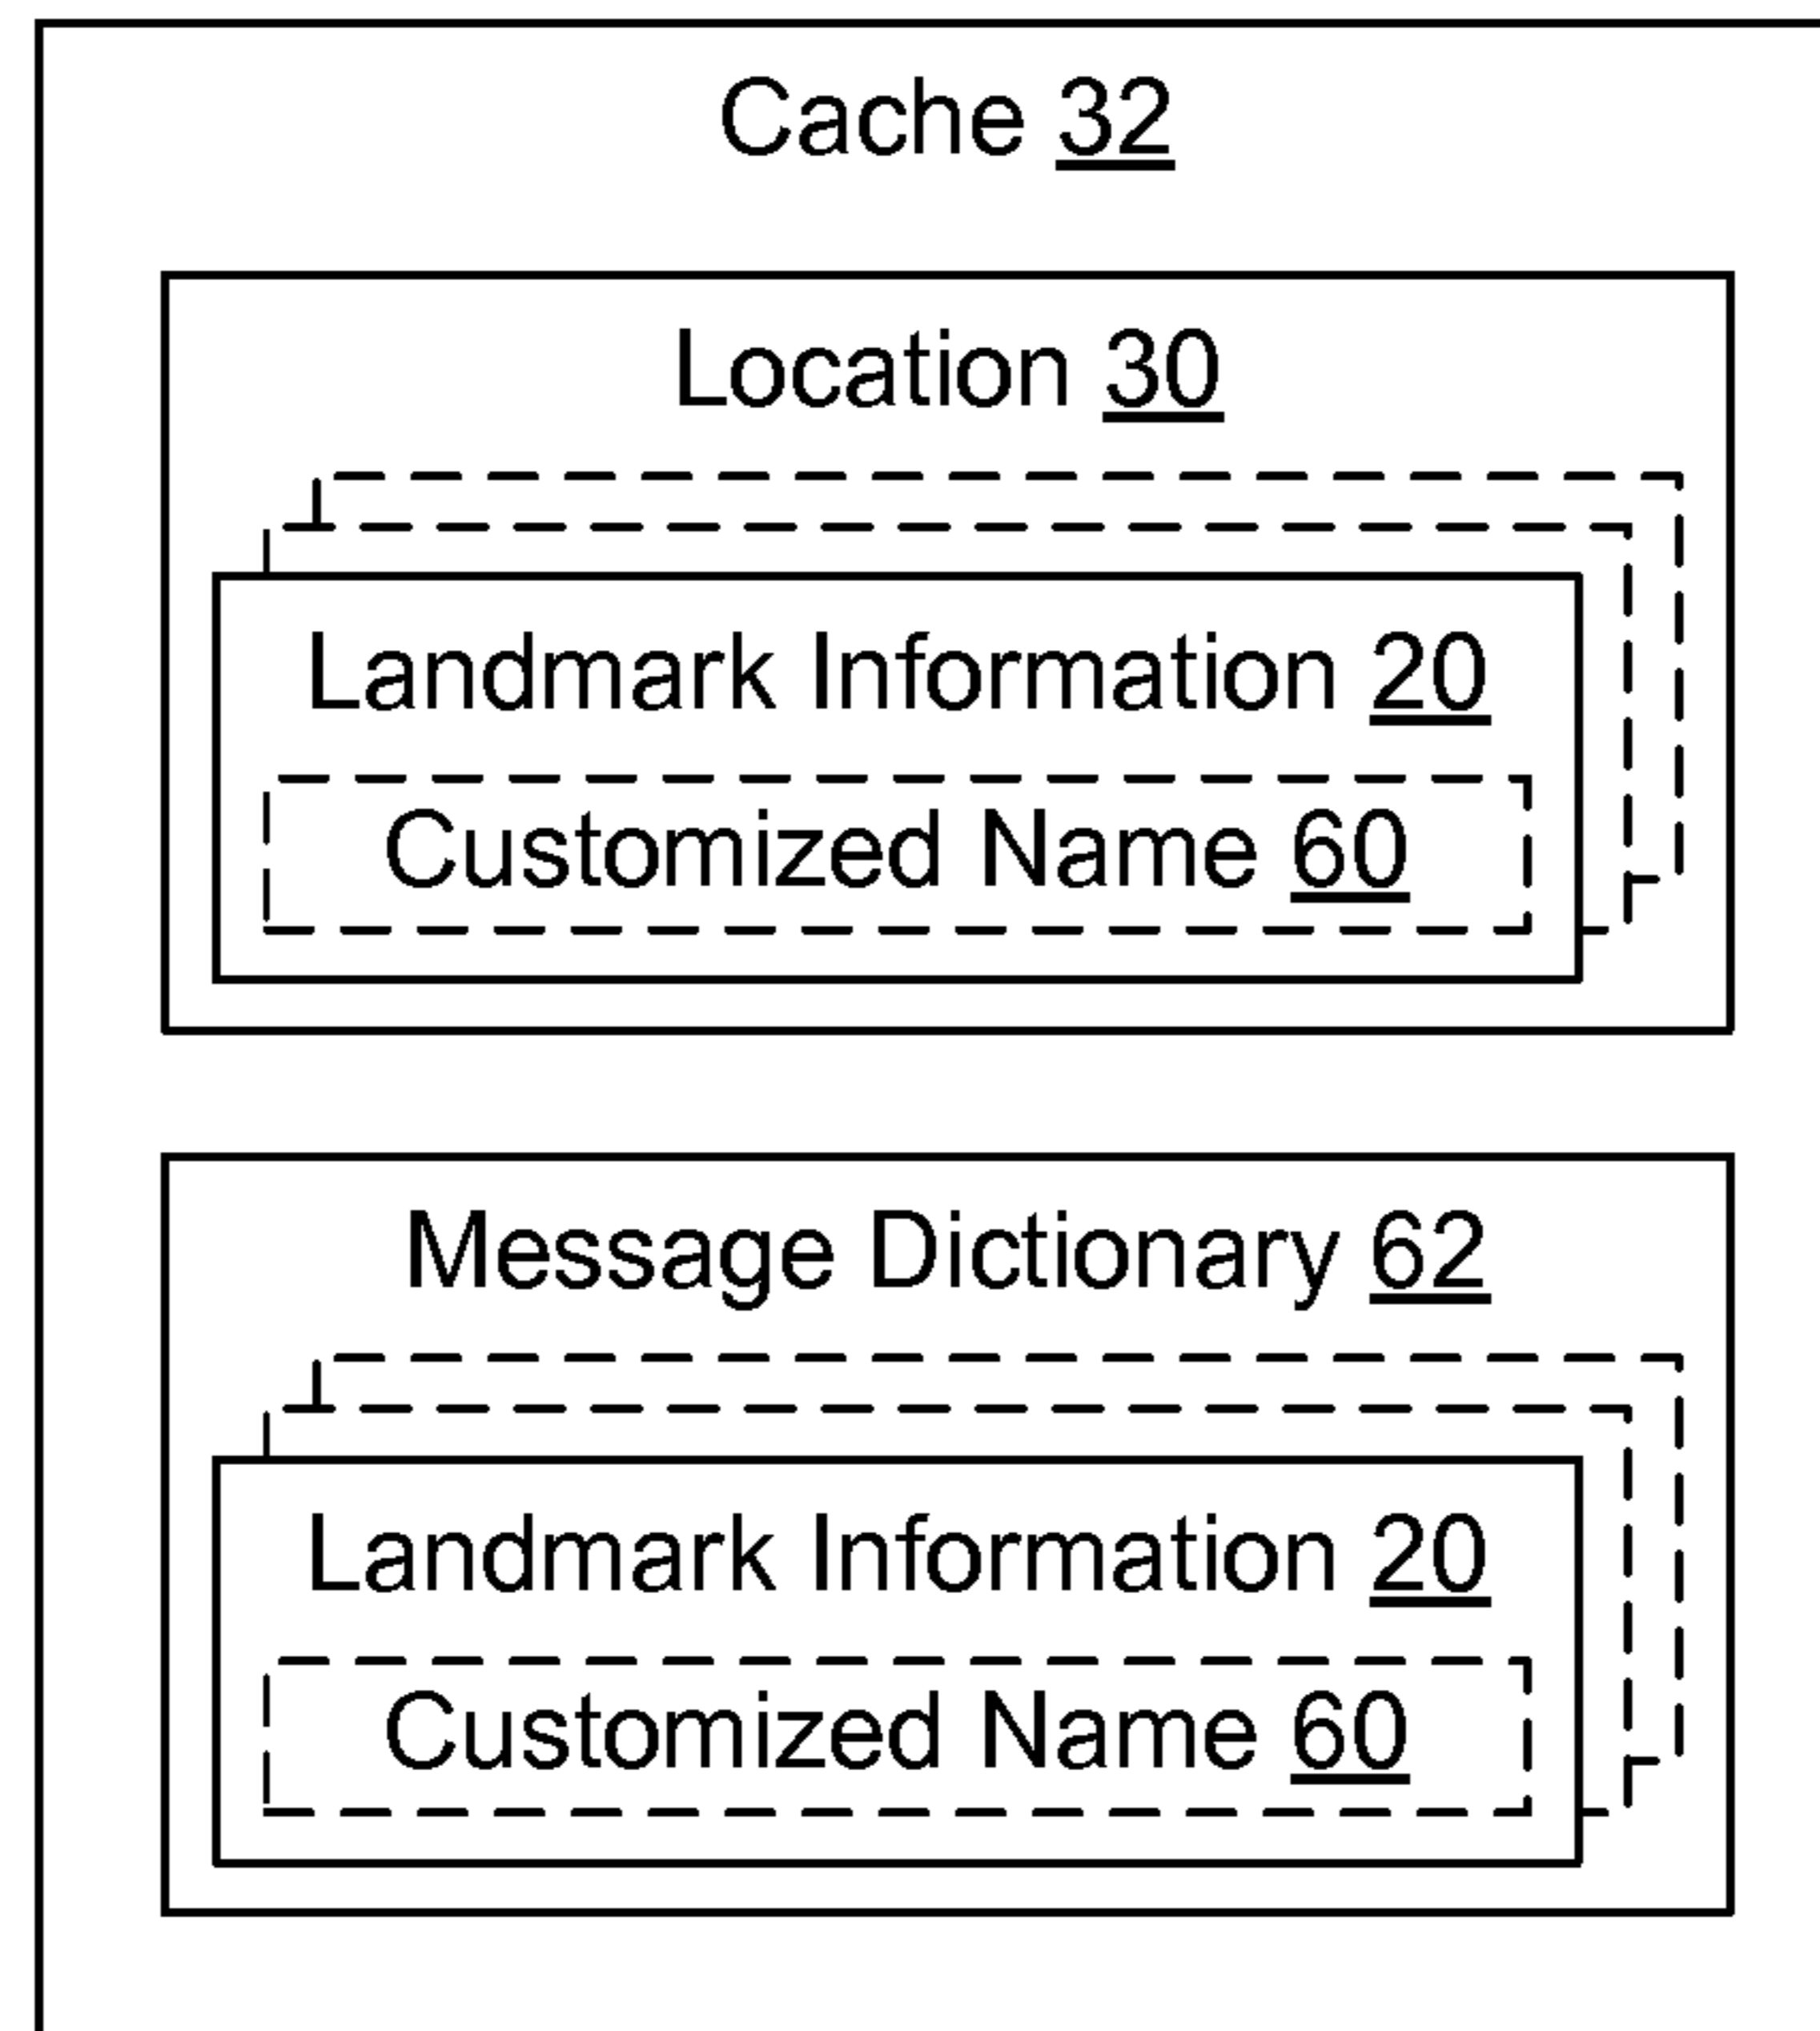 Cache 32
Location 30
Landmark Information 20
Customized Name 60
Message Dictionary 62
Landmark Information 20
Customized Name 60